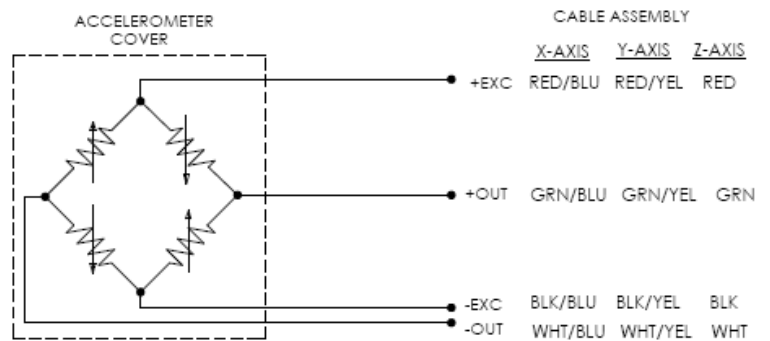 ACCELEROMETER
COVER
CABLE ASSEMBLY
X-AXIS Y-AXIS Z-AXIS
+EXC RED/BLU RED/YEL RED
+OUT GRN/BLU GRN/YEL GRN
-EXC BLK/BLU BLK/YEL BLK
-OUT WHT/BLU WHT/YEL WHT